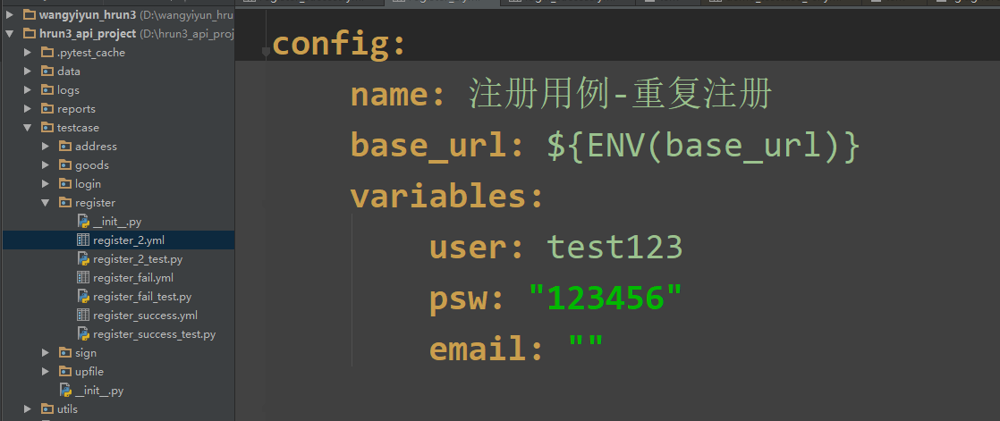 wangyiyun_hrun3 (D:\wangyiyun_hru
hrun3_api_project (D:\hrun3_api_proj
.pytest_cache
data
logs
reports
testcase
address
goods
login
register
__init__.py
register_2.yml
register_2_test.py
register_fail.yml
register_fail_test.py
register_success.yml
register_success_test.py
sign
upfile
__init__.py
utils
config:
name: 注册用例-重复注册
base_url: ${ENV(base_url)}
variables:
user: test123
psw: "123456"
email: ""